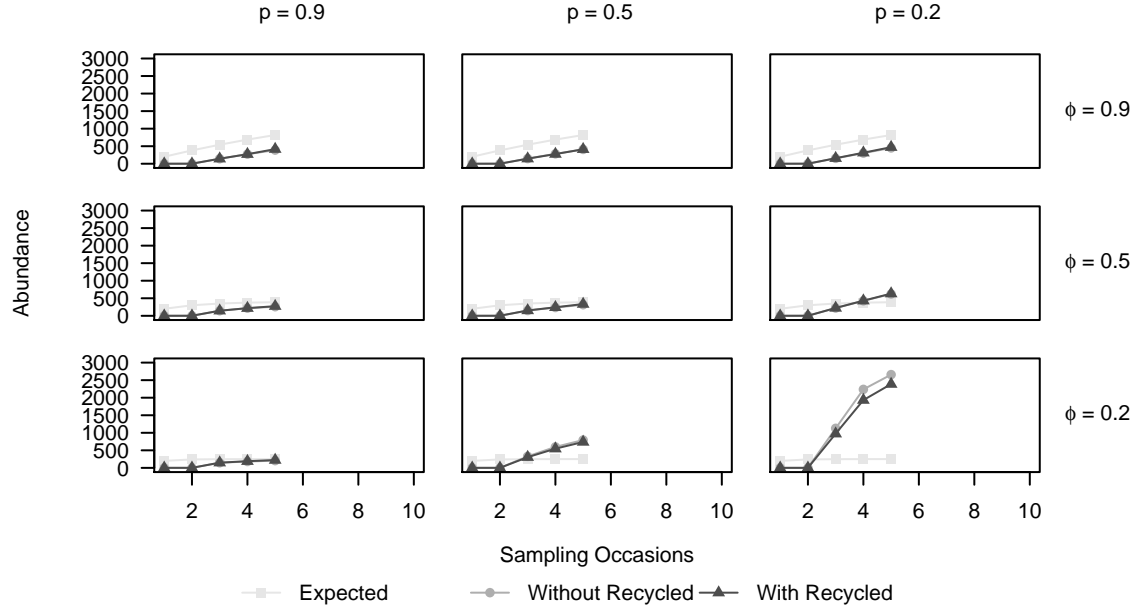 p = 0.9 p = 0.5 p = 0.2
3000
2500
2000
1500
1000
500
0
ϕ = 0.9
3000
2500
2000
1500
1000
500
0
ϕ = 0.5
Abundance
3000
2500
2000
1500
1000
500
0
ϕ = 0.2
2 4 6 8 10 2 4 6 8 10 2 4 6 8 10
Sampling Occasions
Expected Without Recycled With Recycled